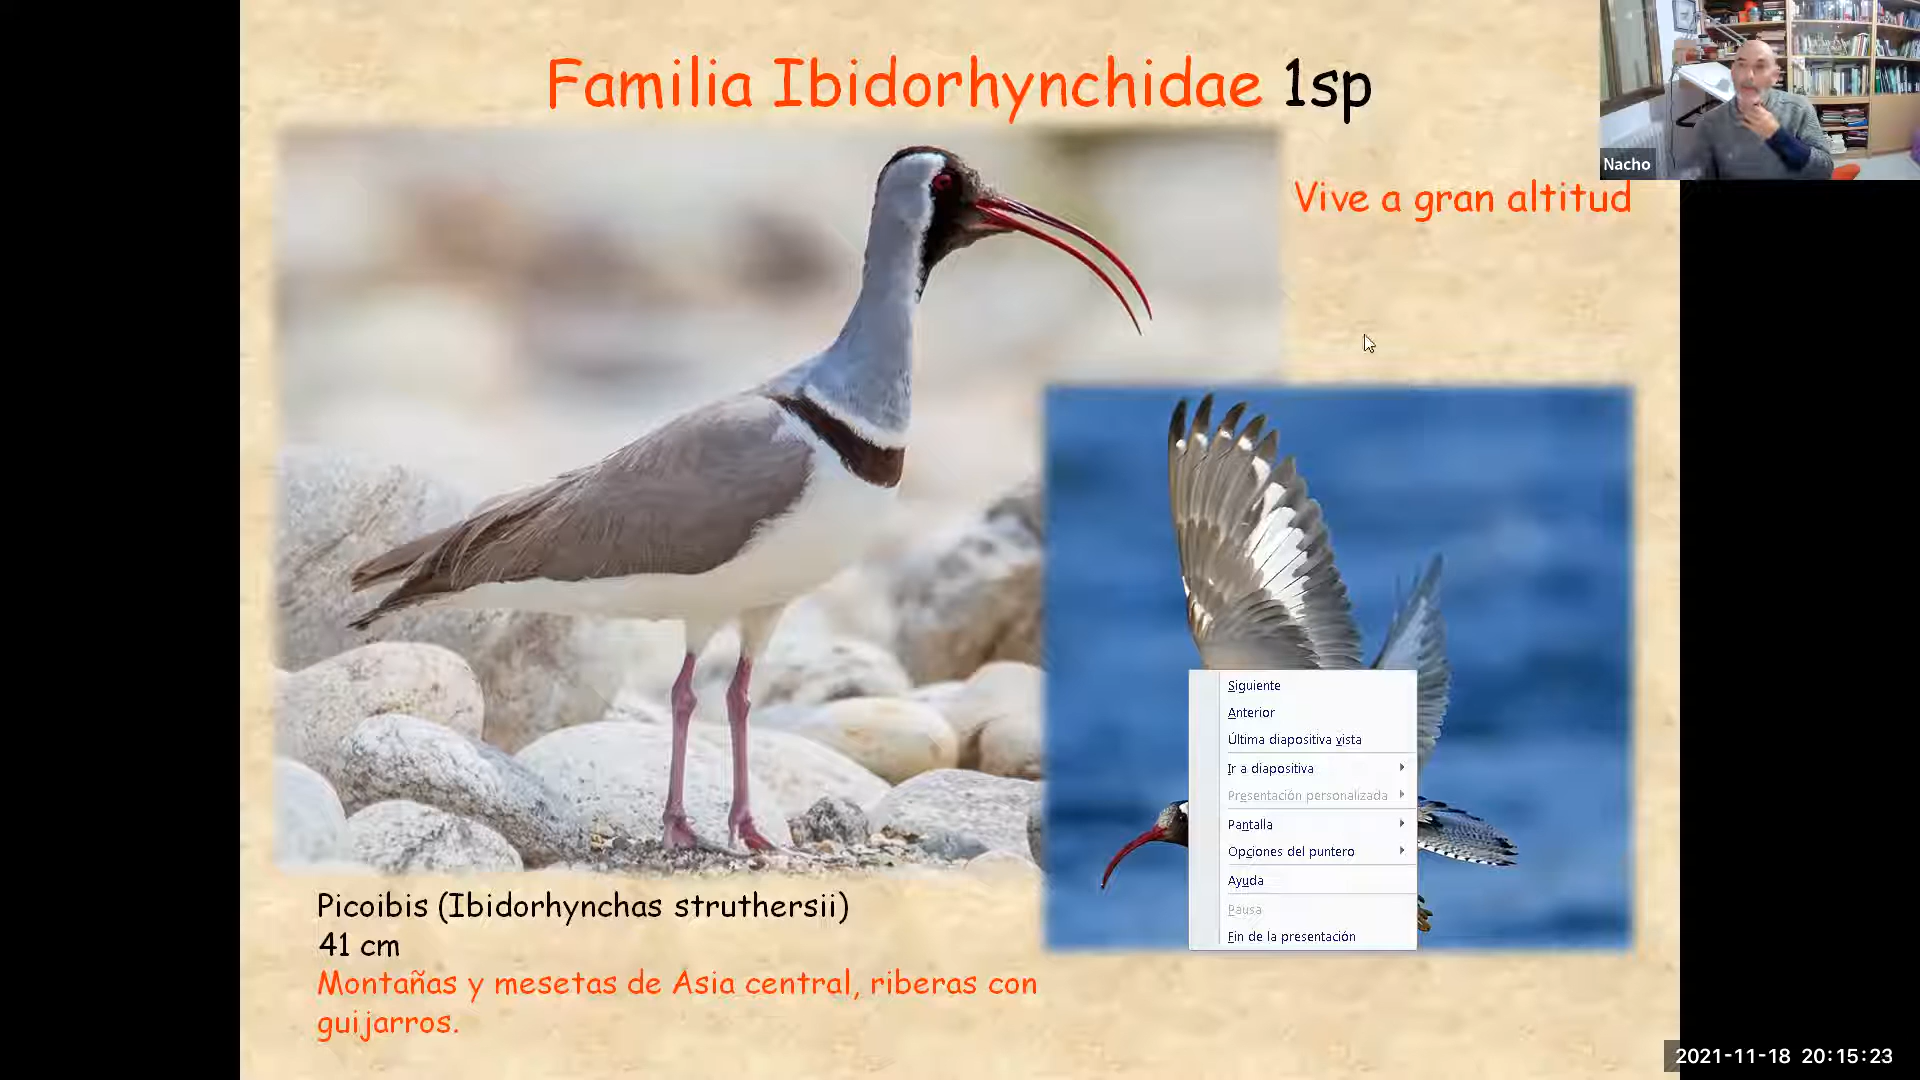 Familia Ibidorhynchidae 1sp
Nacho
Vive a gran altitud
Siguiente
Anterior
Última diapositiva vista
Ir a diapositiva
Presentación personalizada
Pantalla
Opciones del puntero
Ayuda
Pausa
Fin de la presentación
Picoibis (Ibidorhynchas struthersii)
41 cm
Montañas y mesetas de Asia central, riberas con
guijarros.
2021-11-18 20:15:23